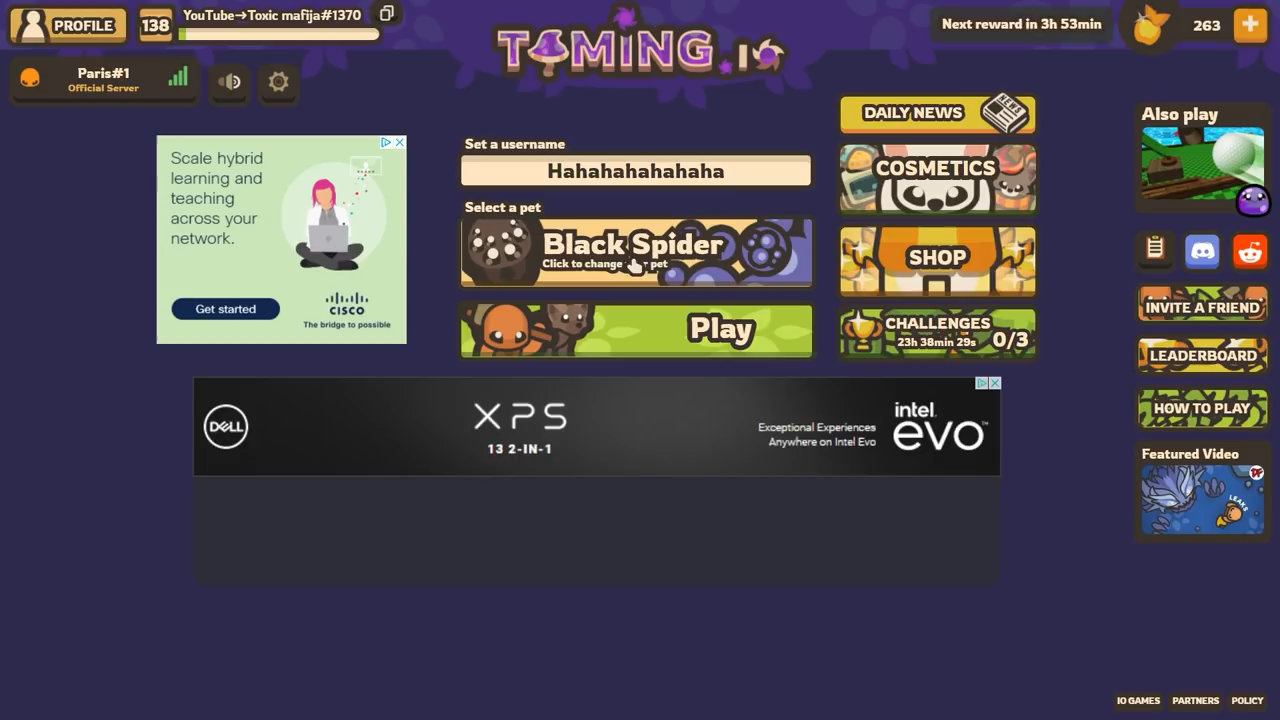 PROFILE
138
YouTube→Toxic mafija#1370
TAMING.IO
Next reward in 3h 53min
263
Paris#1
Official Server
DAILY NEWS
NEWS
Also play
Scale hybrid
learning and
teaching
across your
network.
Get started
CISCO
The bridge to possible
Set a username
Hahahahahahaha
Select a pet
Black Spider
Click to change pet
Play
COSMETICS
SHOP
CHALLENGES
23h 38min 29s
0/3
INVITE A FRIEND
LEADERBOARD
HOW TO PLAY
Featured Video
LEAKS
DELL
XPS
13 2-IN-1
Exceptional Experiences
Anywhere on Intel Evo
intel
evo™
IO GAMES
PARTNERS
POLICY